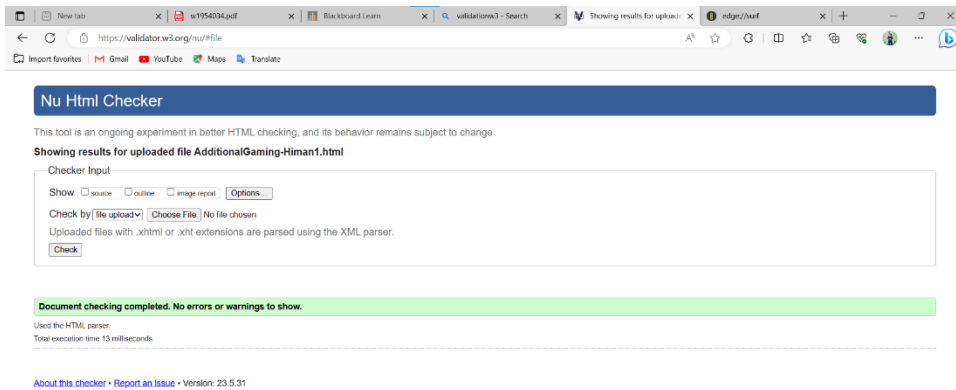 New tab w1954034.pdf Blackboard Learn validationw3 - Search Showing results for uploade edge://surf
https://validator.w3.org/nu/#file
Import favorites Gmail YouTube Maps Translate
Nu Html Checker
This tool is an ongoing experiment in better HTML checking, and its behavior remains subject to change
Showing results for uploaded file AdditionalGaming-Himan1.html
Checker Input
Show source outline image report Options...
Check by file upload Choose File No file chosen
Uploaded files with .xhtml or .xht extensions are parsed using the XML parser.
Check
Document checking completed. No errors or warnings to show.
Used the HTML parser.
Total execution time 13 milliseconds.
About this checker • Report an issue • Version: 23.5.31